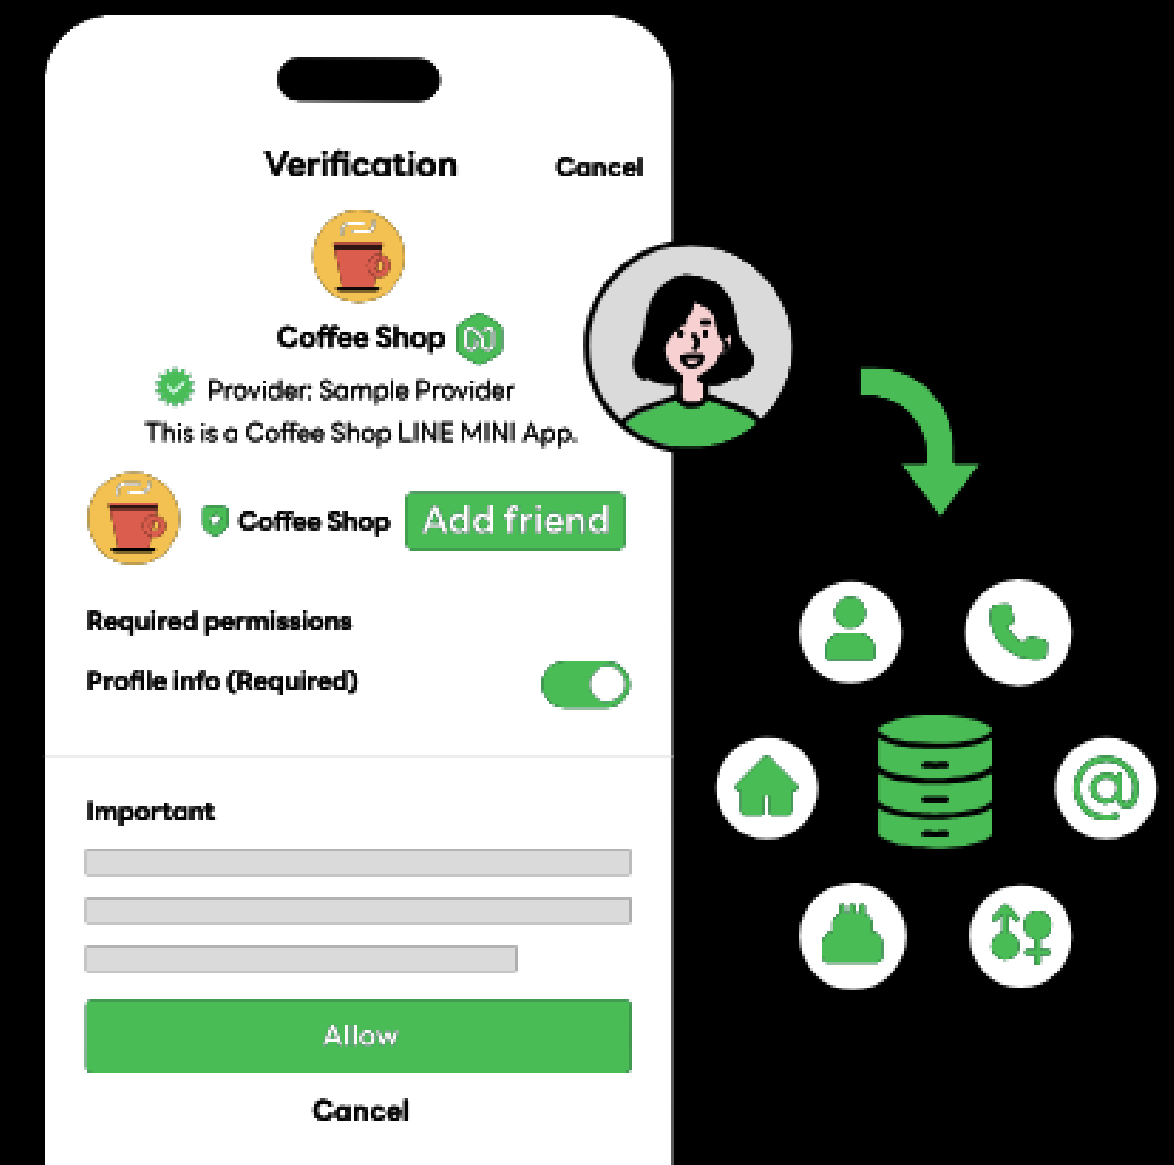 Verification
Cancel
Coffee Shop
Provider: Sample Provider
This is a Coffee Shop LINE MINI App.
Coffee Shop
Add friend
Required permissions
Profile info (Required)
Important
Allow
Cancel
@